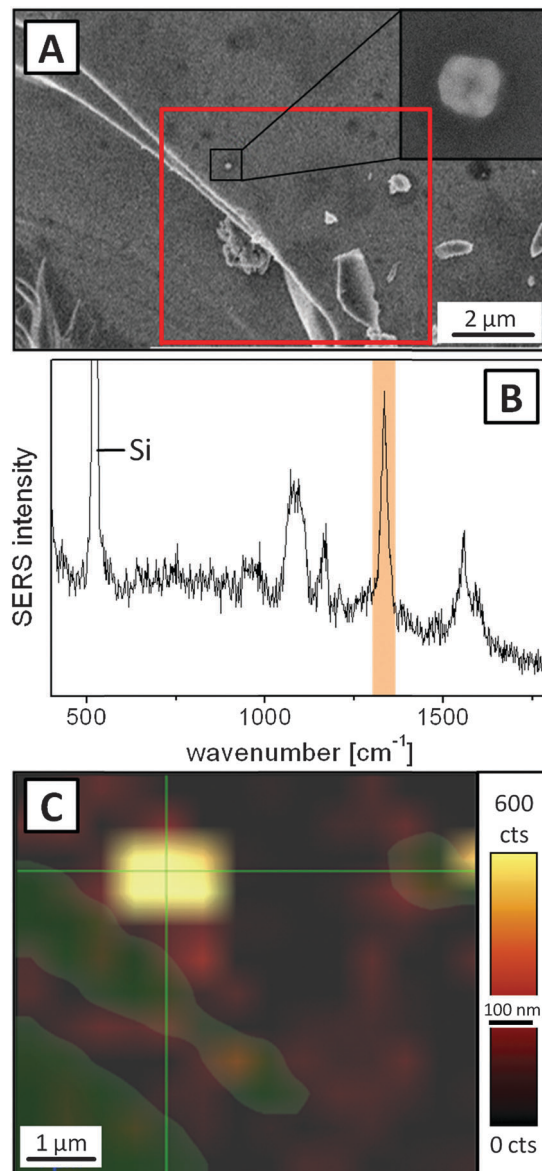 A
2 µm
B
Si
SERS intensity
500
1000
1500
wavenumber [cm⁻¹]
C
600
cts
100 nm
0 cts
1 µm